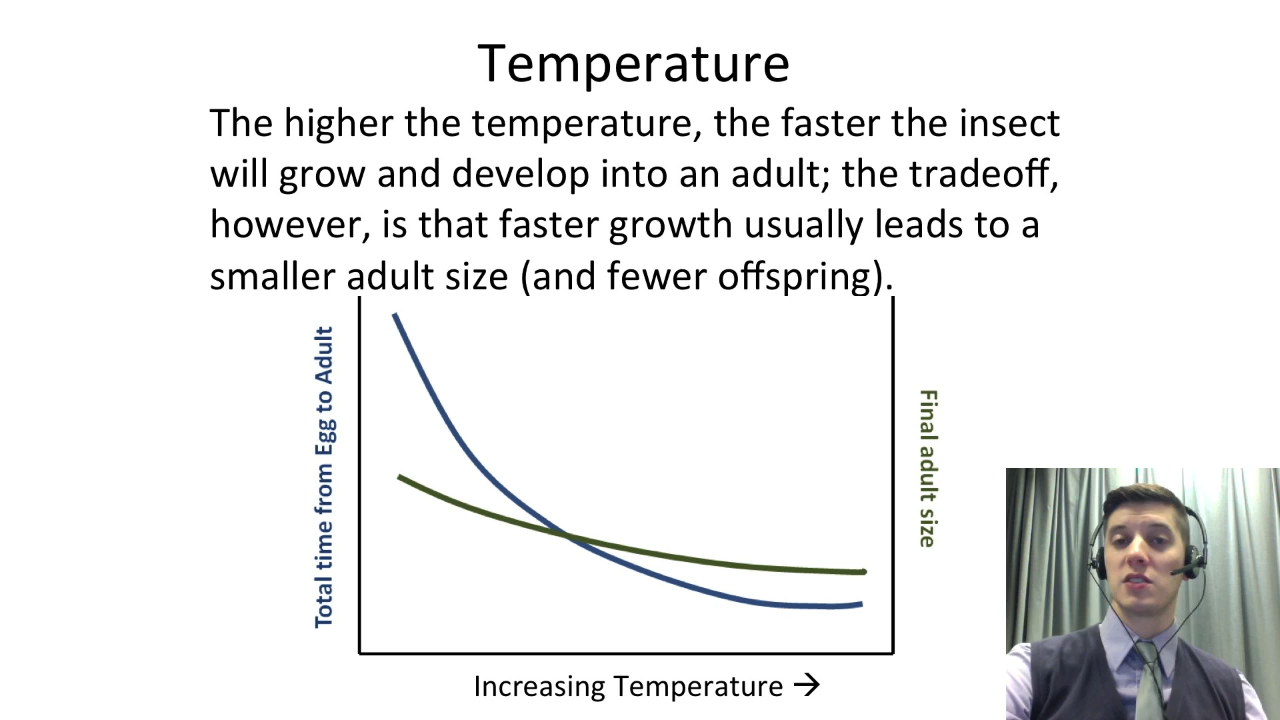 Temperature
The higher the temperature, the faster the insect
will grow and develop into an adult; the tradeoff,
however, is that faster growth usually leads to a
smaller adult size (and fewer offspring).
Total time from Egg to Adult
Final adult size
Increasing Temperature →